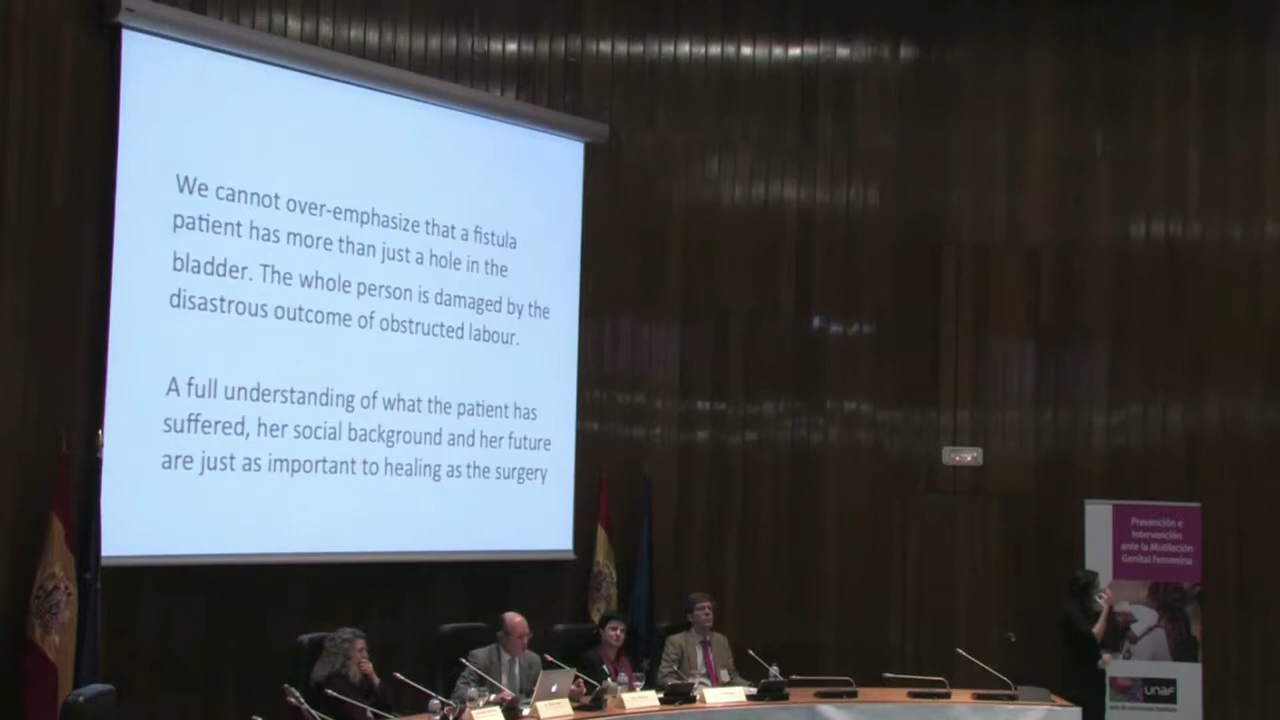 We cannot over-emphasize that a fistula
patient has more than just a hole in the
bladder. The whole person is damaged by the
disastrous outcome of obstructed labour.
A full understanding of what the patient has
suffered, her social background and her future
are just as important to healing as the surgery
Prevención e
Intervención
ante la Mutilación
Genital Femenina
unaf